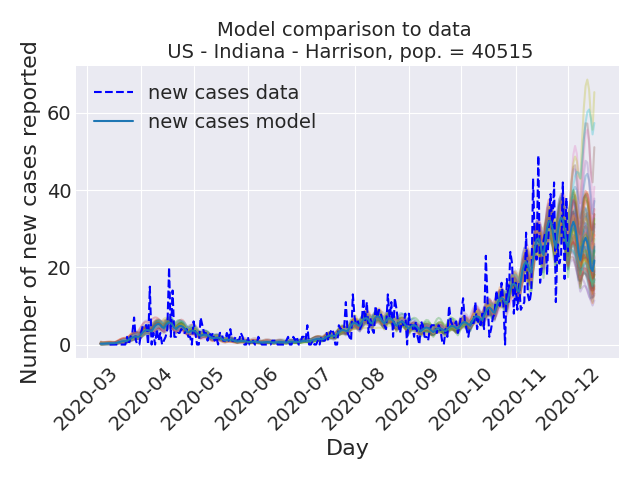 Model comparison to data
US - Indiana - Harrison, pop. = 40515
Number of new cases reported
60
40
20
0
new cases data
new cases model
2020-03
2020-04
2020-05
2020-06
2020-07
2020-08
2020-09
2020-10
2020-11
2020-12
Day